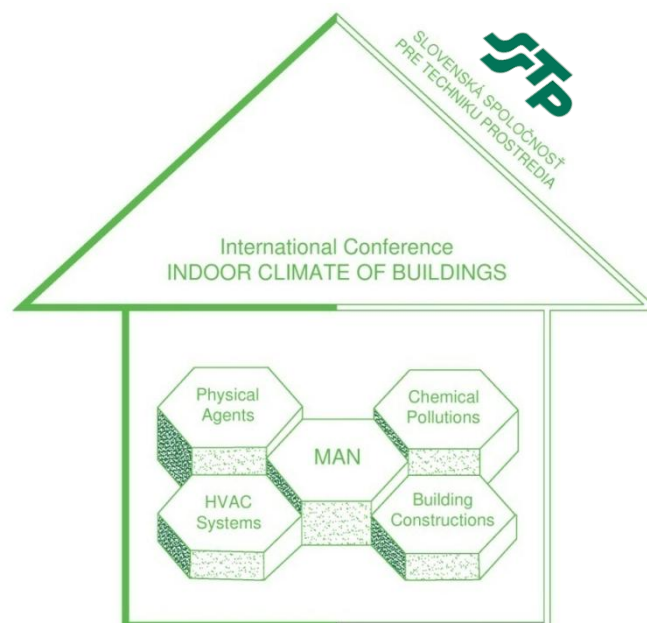 STP
SLOVENSKÁ SPOLOČNOSŤ
PRE TECHNIKU PROSTREDIA
International Conference
INDOOR CLIMATE OF BUILDINGS
Physical
Agents
Chemical
Pollutions
MAN
HVAC
Systems
Building
Constructions